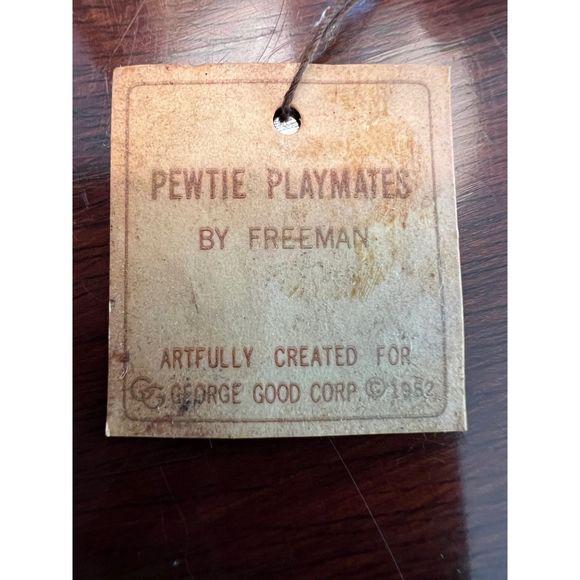 PEWTIE PLAYMATES
BY FREEMAN
ARTFULLY CREATED FOR
GG GEORGE GOOD CORP. © 1952